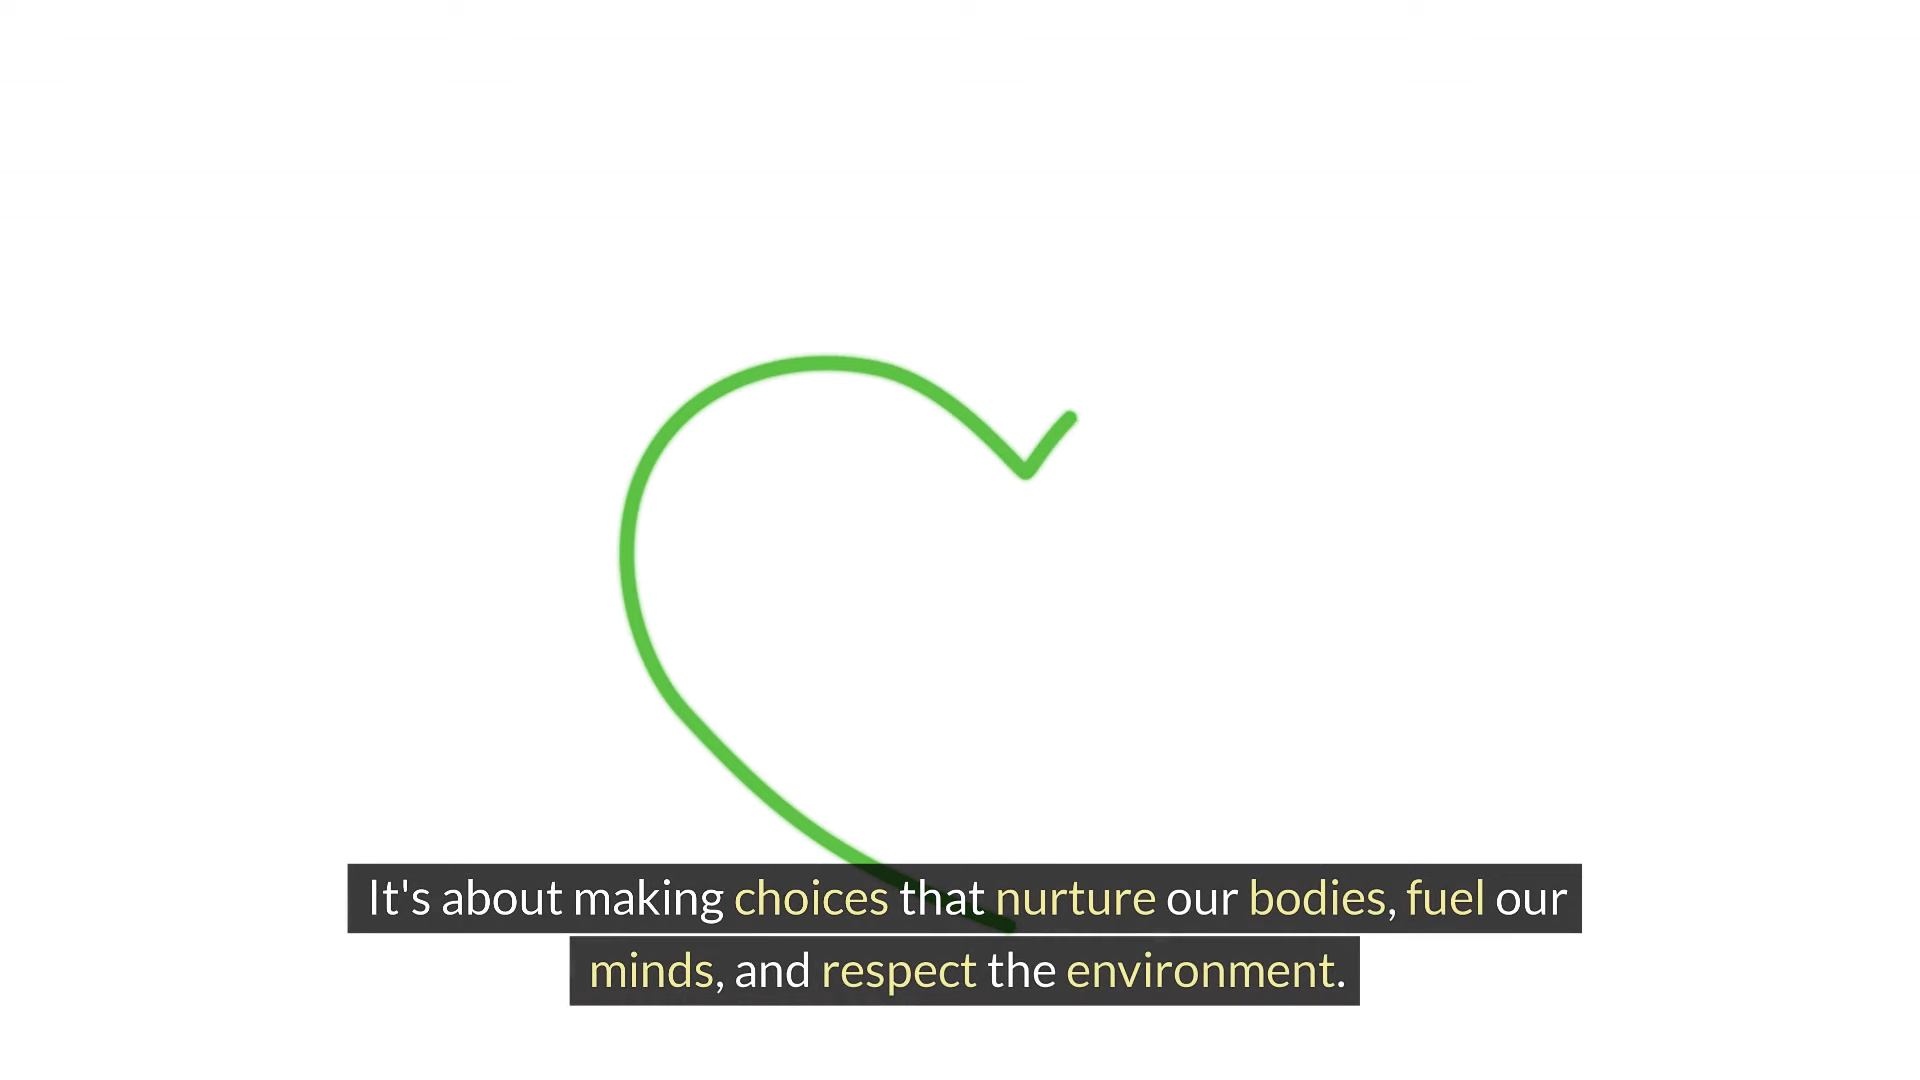 It's about making choices that nurture our bodies, fuel our
minds, and respect the environment.